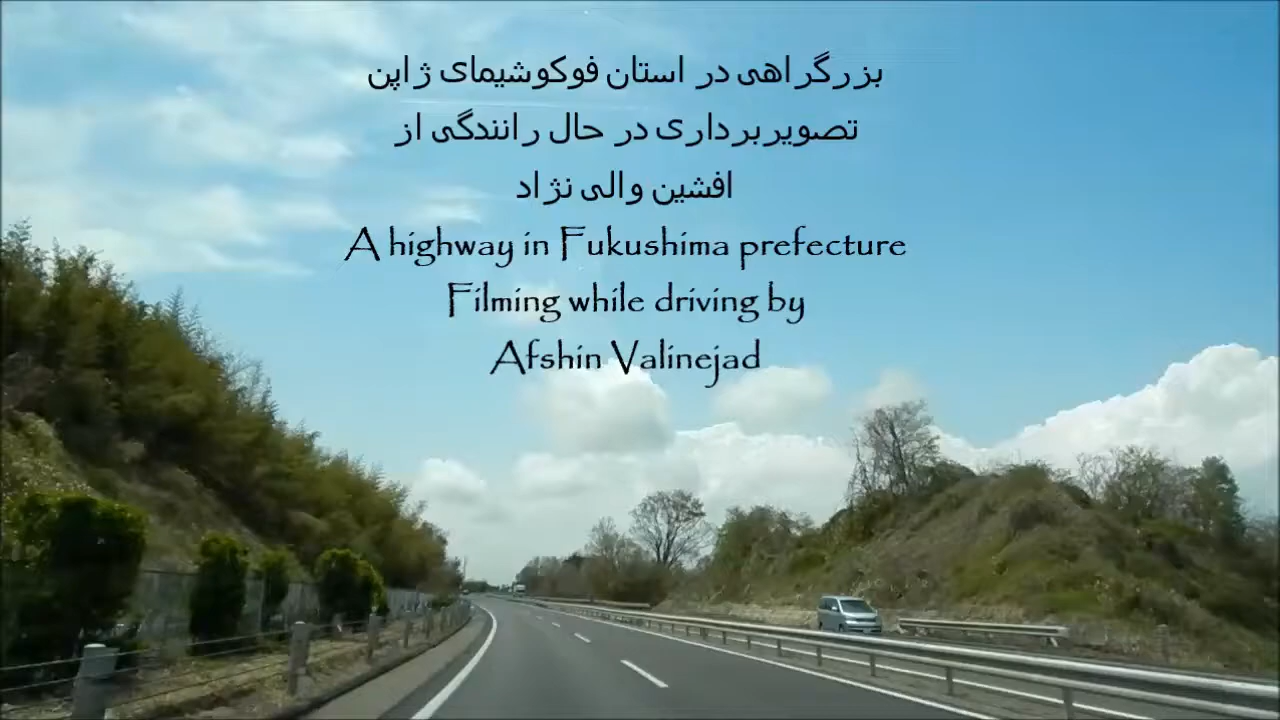 بزرگراهی در استان فوکوشیمای ژاپن
تصویربرداری در حال رانندگی از
افشین والی نژاد
A highway in Fukushima prefecture
Filming while driving by
Afshin Valinejad